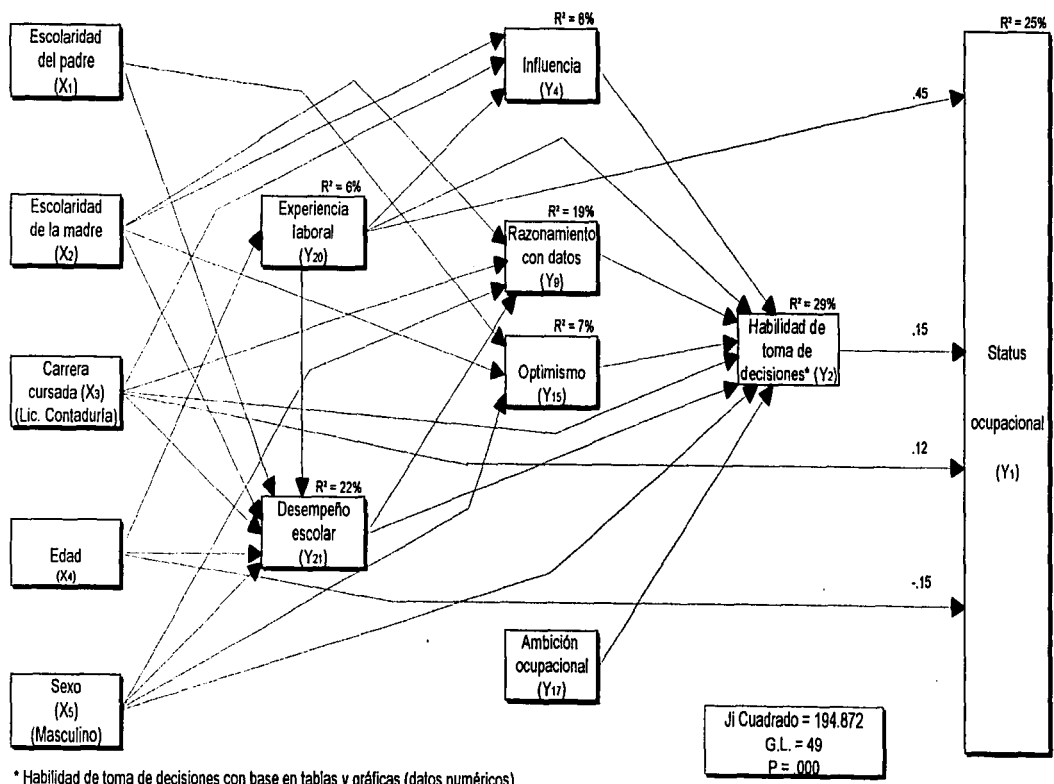 R² = 8%
R² = 25%
Escolaridad
del padre
(X1)
Influencia
(Y4)
.45
Escolaridad
de la madre
(X2)
R² = 6%
Experiencia
laboral
(Y20)
R² = 19%
Razonamiento
con datos
(Y9)
R² = 7%
Optimismo
(Y15)
R² = 29%
Habilidad de
toma de
decisiones* (Y2)
.15
Status
ocupacional
(Y1)
Carrera
cursada (X3)
(Lic. Contaduría)
.12
R² = 22%
Desempeño
escolar
(Y21)
Edad
(X4)
-.15
Ambición
ocupacional
(Y17)
Sexo
(X5)
(Masculino)
Ji Cuadrado = 194.872
G.L. = 49
P = .000
* Habilidad de toma de decisiones con base en tablas y gráficas (datos numéricos)